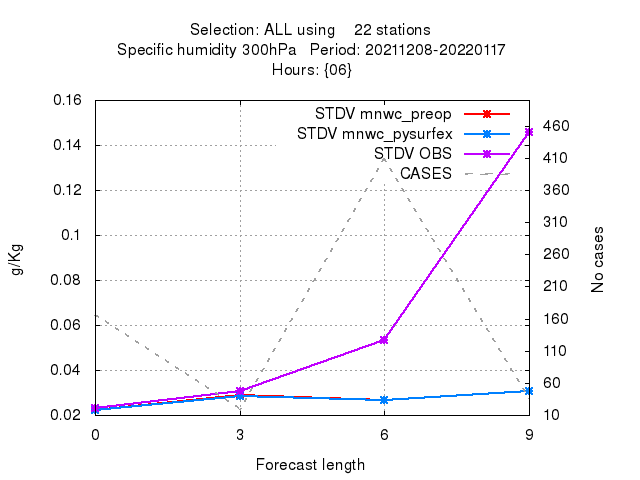 Selection: ALL using 22 stations
Specific humidity 300hPa Period: 20211208-20220117
Hours: {06}
STDV mnwc_preop
STDV mnwc_pysurfex
STDV OBS
CASES
0.16
0.14
0.12
0.1
0.08
0.06
0.04
0.02
g/Kg
460
410
360
310
260
210
160
110
60
10
No cases
0 3 6 9
Forecast length